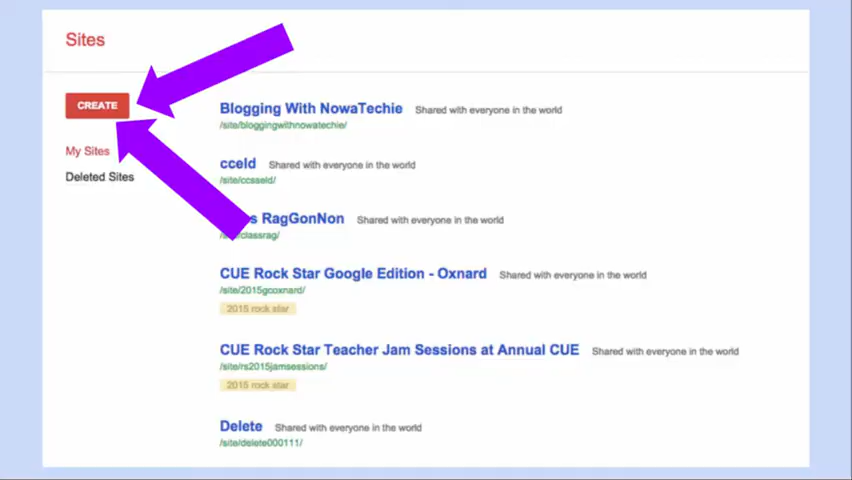 Sites
CREATE
My Sites
Deleted Sites
Blogging With NowaTechie Shared with everyone in the world
/site/bloggingwithnowatechie/
cceld Shared with everyone in the world
/site/ccsseld/
s RagGonNon Shared with everyone in the world
/classrag/
CUE Rock Star Google Edition - Oxnard Shared with everyone in the world
/site/2015gcoxnard/
2015 rock star
CUE Rock Star Teacher Jam Sessions at Annual CUE Shared with everyone in the world
/site/rs2015jamsessions/
2015 rock star
Delete Shared with everyone in the world
/site/delete000111/